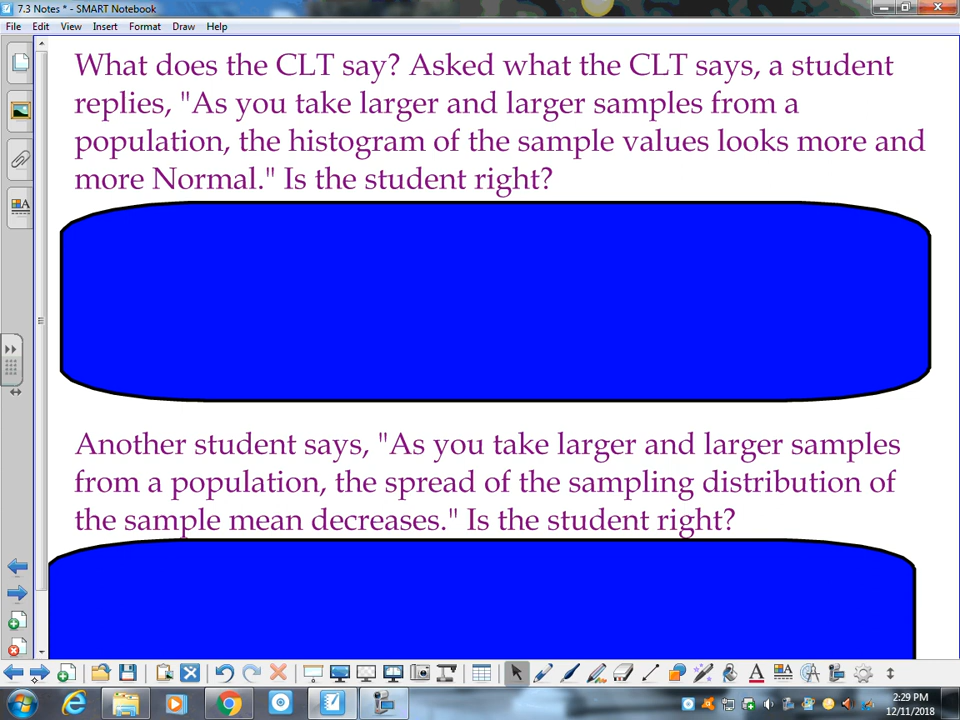 7.3 Notes * - SMART Notebook
File Edit View Insert Format Draw Help
What does the CLT say? Asked what the CLT says, a student
replies, "As you take larger and larger samples from a
population, the histogram of the sample values looks more and
more Normal." Is the student right?
Another student says, "As you take larger and larger samples
from a population, the spread of the sampling distribution of
the sample mean decreases." Is the student right?
2:29 PM
12/11/2018